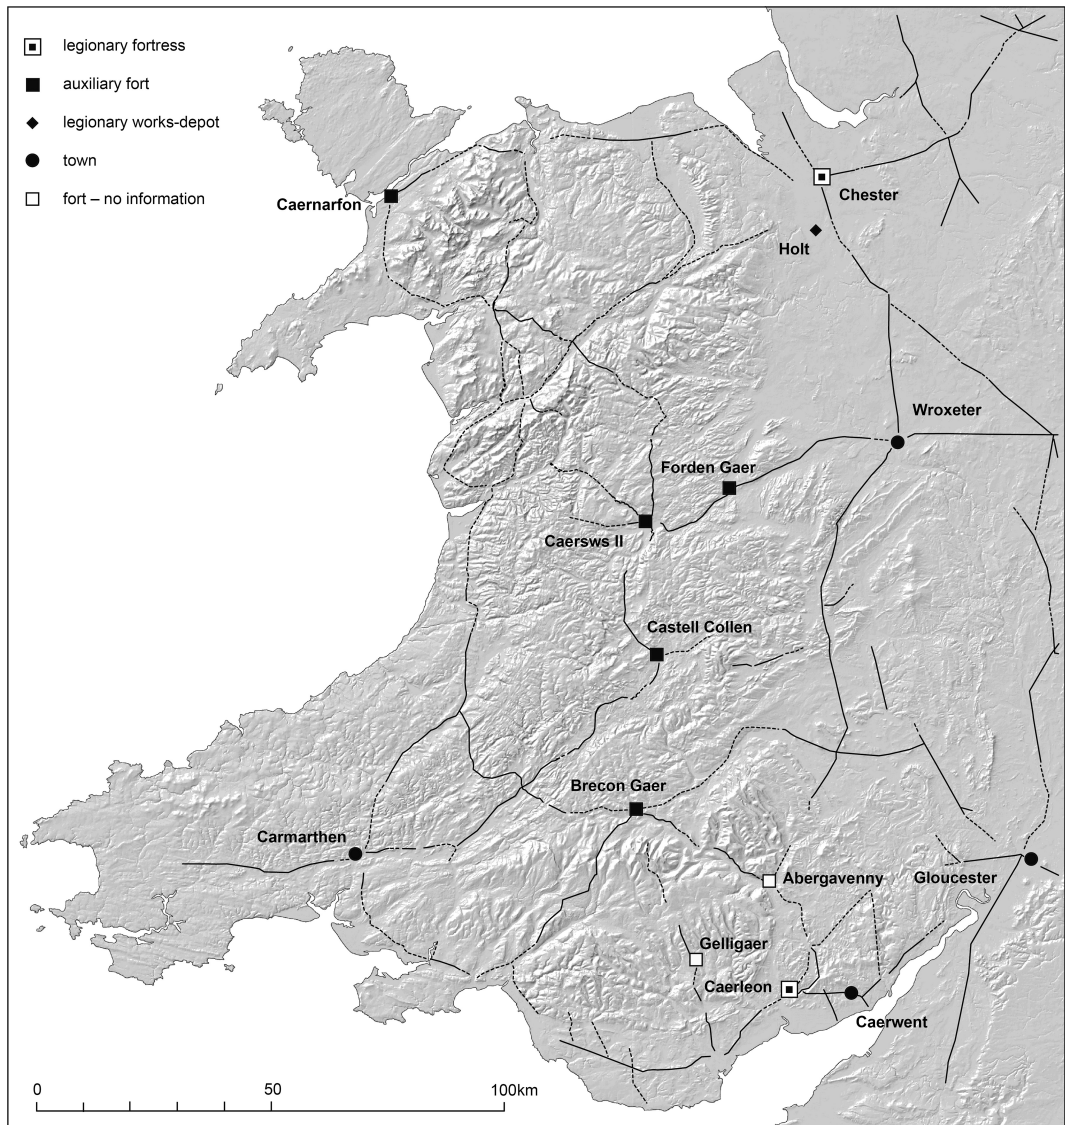 legionary fortress
auxiliary fort
legionary works-depot
town
fort – no information
Caernarfon
Chester
Holt
Wroxeter
Forden Gaer
Caersws II
Castell Collen
Brecon Gaer
Carmarthen
Abergavenny
Gloucester
Gelligaer
Caerleon
Caerwent
0 50 100km